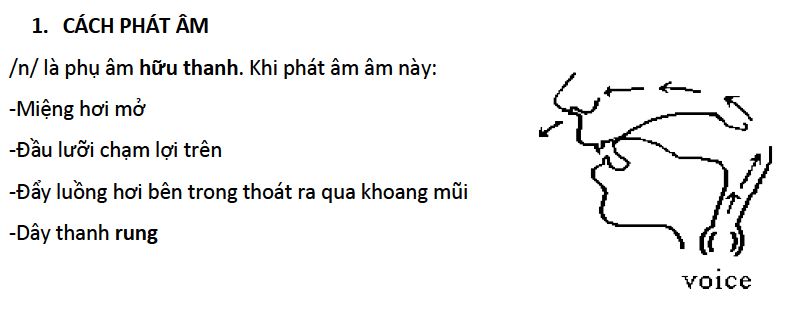 1. CÁCH PHÁT ÂM
/n/ là phụ âm hữu thanh. Khi phát âm âm này:
-Miệng hơi mở
-Đầu lưỡi chạm lợi trên
-Đẩy luồng hơi bên trong thoát ra qua khoang mũi
-Dây thanh rung
voice